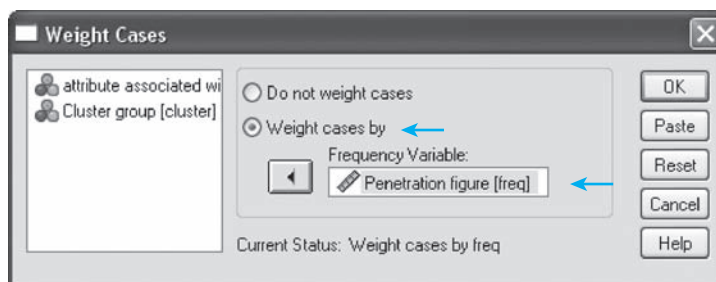 Weight Cases
attribute associated wi
Cluster group [cluster]
Do not weight cases
Weight cases by
Frequency Variable:
Penetration figure [freq]
Current Status: Weight cases by freq
OK
Paste
Reset
Cancel
Help